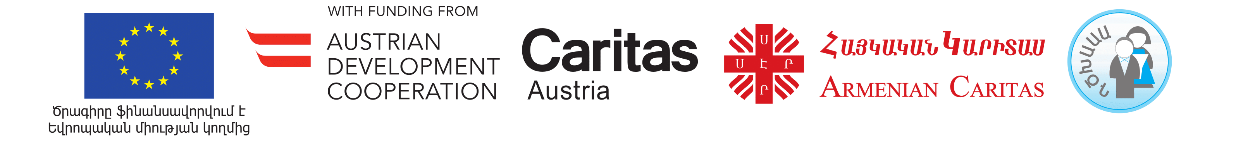 Ծրագիրը ֆինանսավորվում է
Եվրոպական միության կողմից
WITH FUNDING FROM
AUSTRIAN
DEVELOPMENT
COOPERATION
Caritas
Austria
Ս
Ս Է Ր
Ր
ՀԱՅԿԱԿԱՆ ԿԱՐԻՏԱՍ
ARMENIAN CARITAS